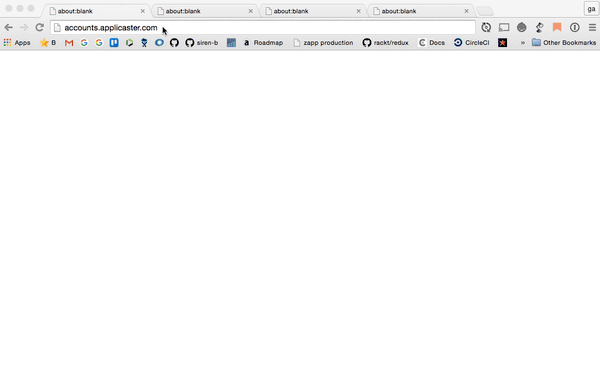 about:blank about:blank about:blank about:blank ga
accounts.applicaster.com
Apps B siren-b Roadmap zapp production rackt/redux Docs CircleCI » Other Bookmarks